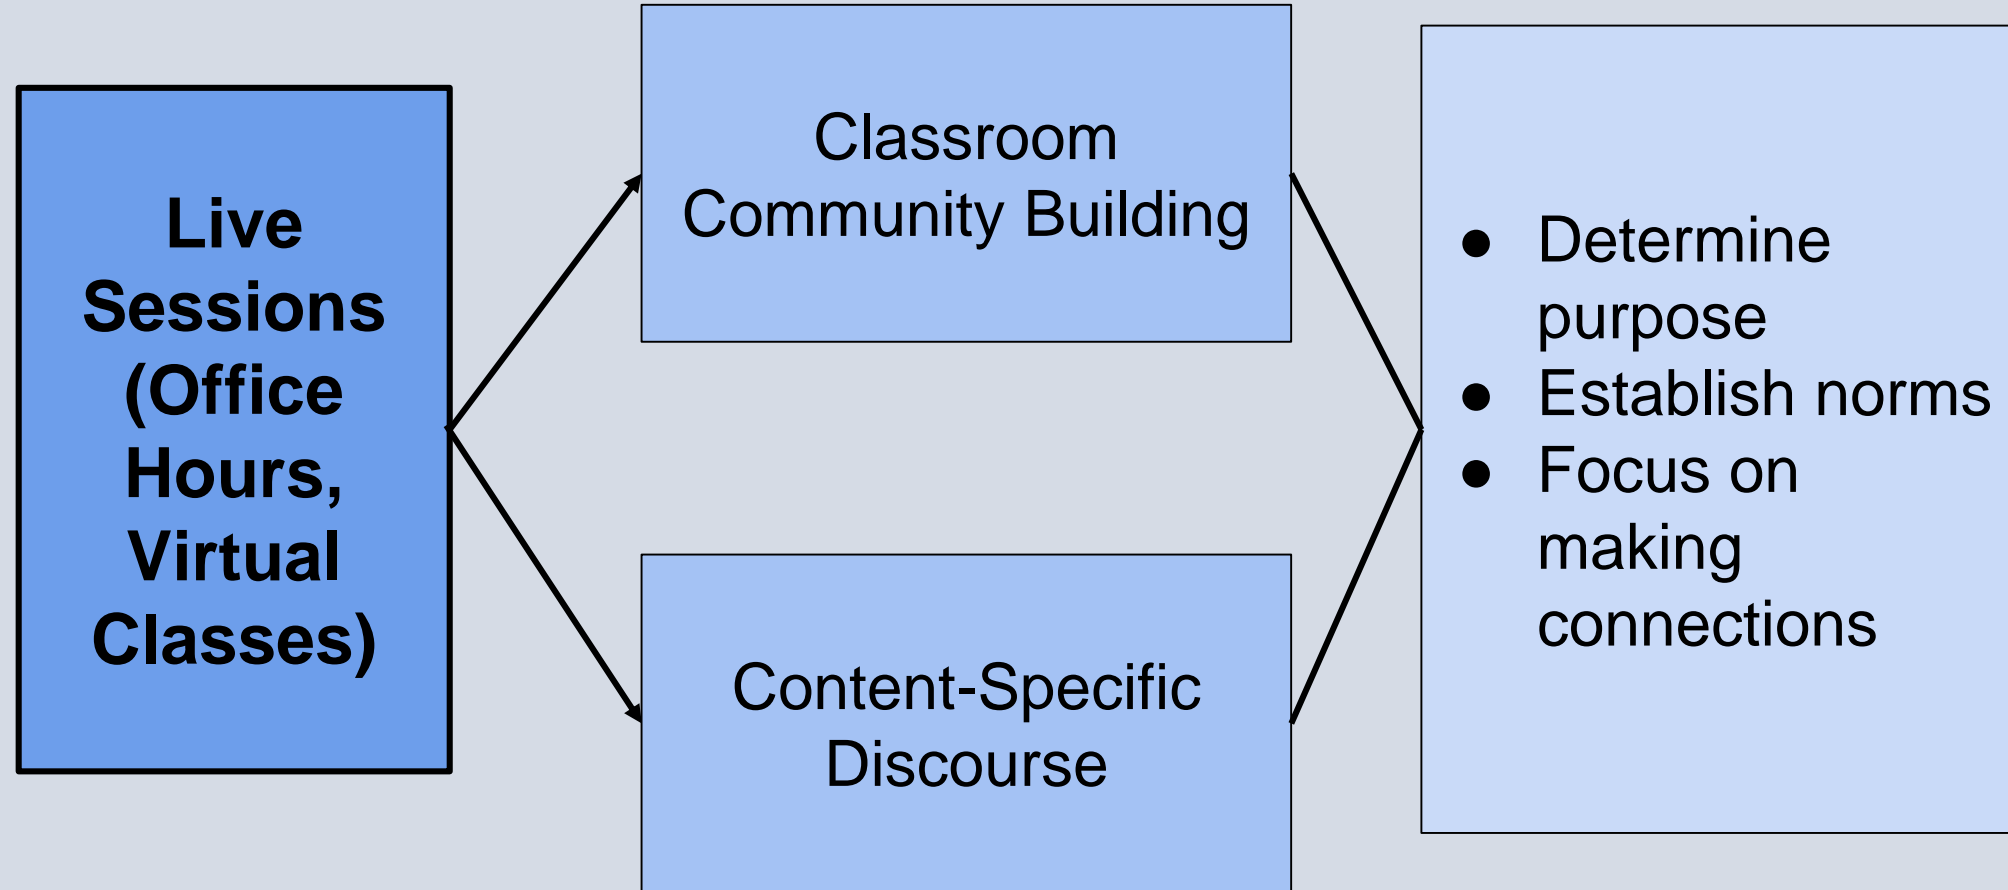 Live
Sessions
(Office
Hours,
Virtual
Classes)
Classroom
Community Building
Content-Specific
Discourse
● Determine
purpose
● Establish norms
● Focus on
making
connections